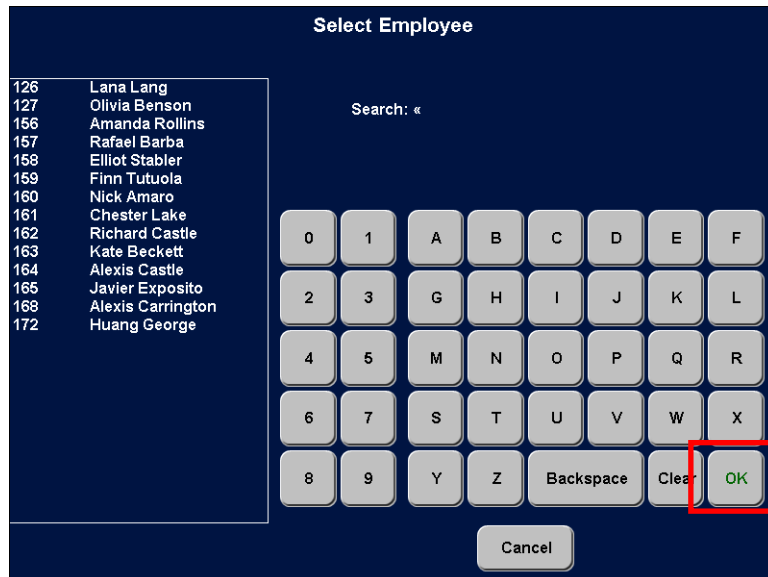 Select Employee
126 Lana Lang
127 Olivia Benson
156 Amanda Rollins
157 Rafael Barba
158 Elliot Stabler
159 Finn Tutuola
160 Nick Amaro
161 Chester Lake
162 Richard Castle
163 Kate Beckett
164 Alexis Castle
165 Javier Exposito
168 Alexis Carrington
172 Huang George
Search: «
0 1 A B C D E F
2 3 G H I J K L
4 5 M N O P Q R
6 7 S T U V W X
8 9 Y Z Backspace Clear OK
Cancel